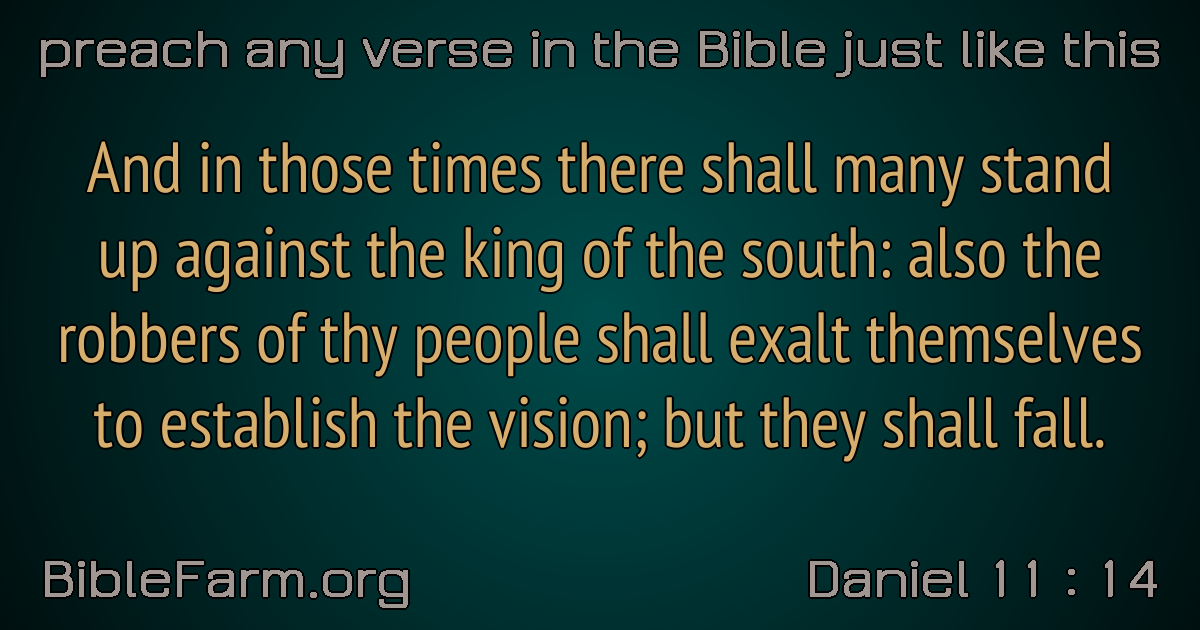 preach any verse in the Bible just like this
And in those times there shall many stand
up against the king of the south: also the
robbers of thy people shall exalt themselves
to establish the vision; but they shall fall.
BibleFarm.org
Daniel 11 : 14